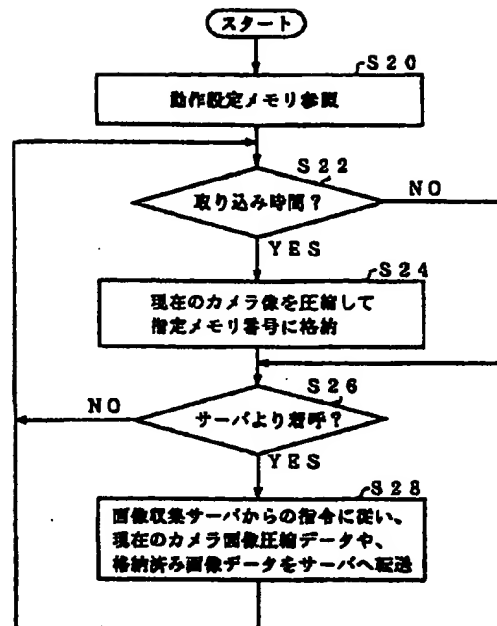 スタート
S20
動作設定メモリ参照
S22
取り込み時間?
NO
YES
S24
現在のカメラ像を圧縮して
指定メモリ番号に格納
S26
NO
サーバより着呼?
YES
S28
画像収集サーバからの指令に従い、
現在のカメラ画像圧縮データや、
格納済み画像データをサーバへ転送